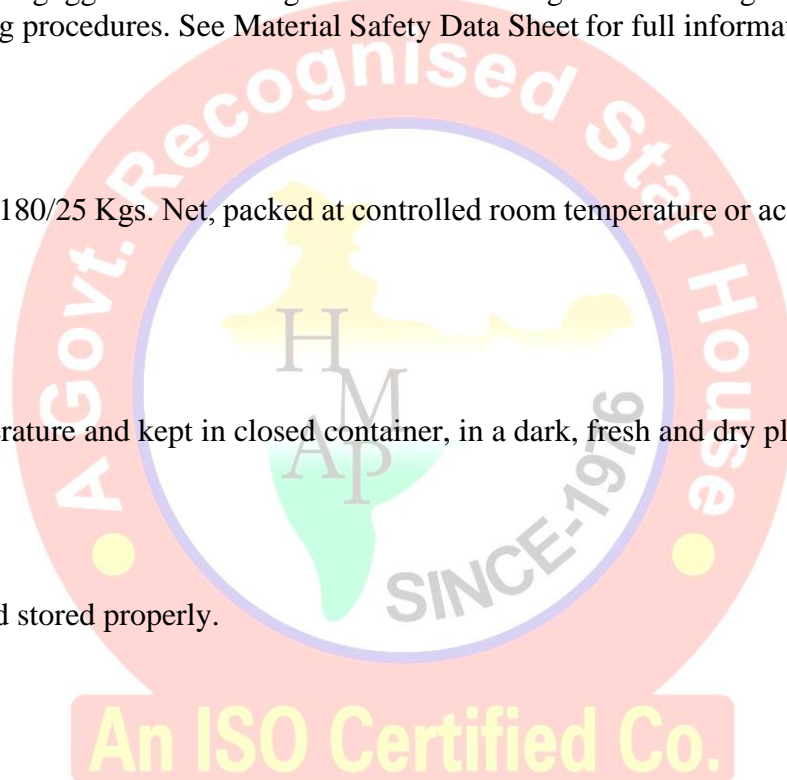 g procedures. See Material Safety Data Sheet for full informat
A Govt. Recognised Star House
180/25 Kgs. Net, packed at controlled room temperature or ac
H
M
erature and kept in closed container, in a dark, fresh and dry pl
AP
SINCE-1976
d stored properly.
An ISO Certified Co.